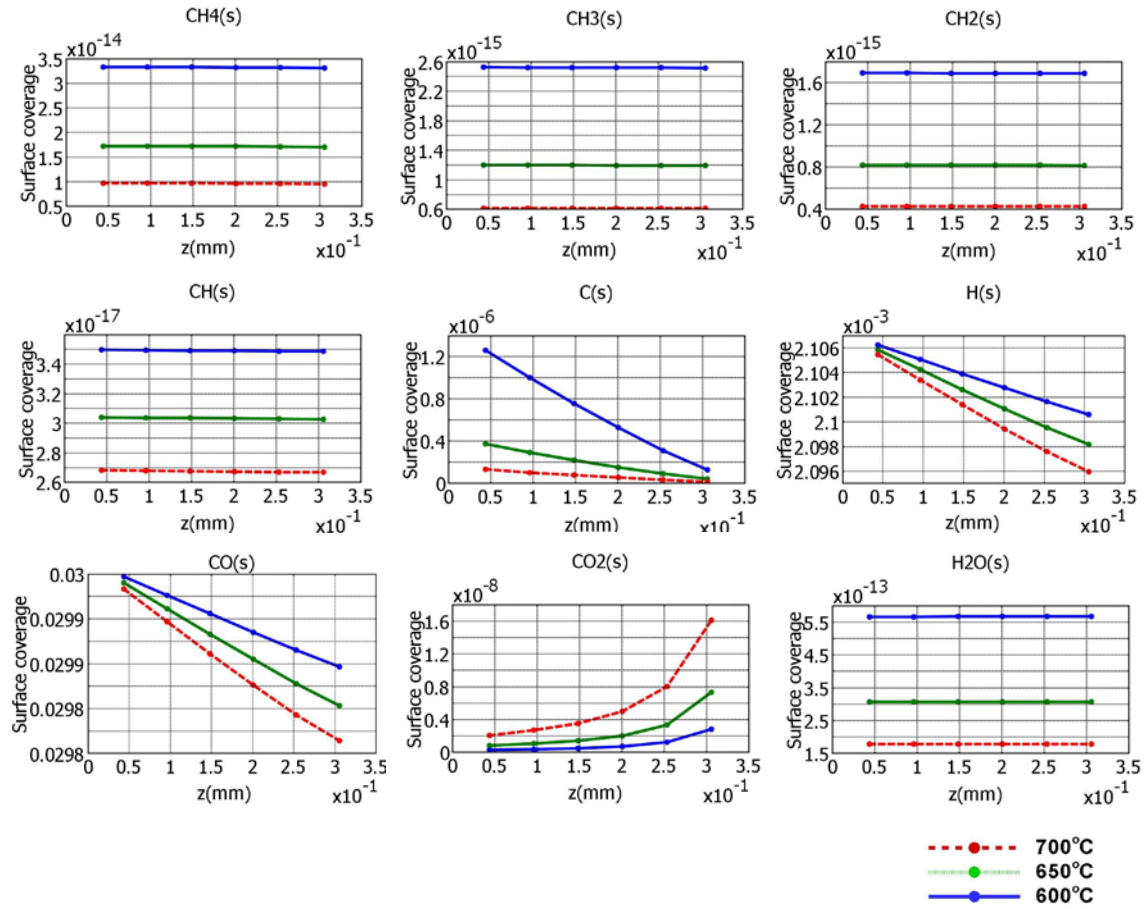 CH4(s) CH3(s) CH2(s)
x10-14 x10-15 x10-15
3.5 2.6
3 2.4 1.6
2.5
2 1.8 1.2
1.5 1.2 0.8
1
0.5 0.6 0.4
Surface coverage Surface coverage Surface coverage
0 0.5 1 1.5 2 2.5 3 3.5 0 0.5 1 1.5 2 2.5 3 3.5 0 0.5 1 1.5 2 2.5 3 3.5
z(mm) x10-1 z(mm) x10-1 z(mm) x10-1
CH(s) C(s) H(s)
x10-17 x10-6 x10-3
3.4 1.2 2.106
3.2 2.104
3 0.8 2.102
2.8 0.4 2.1
2.6 0 2.098
2.096
Surface coverage Surface coverage Surface coverage
0 0.5 1 1.5 2 2.5 3 3.5 0 0.5 1 1.5 2 2.5 3 3.5 0 0.5 1 1.5 2 2.5 3 3.5
z(mm) x10-1 z(mm) x10-1 z(mm) x10-1
CO(s) CO2(s) H2O(s)
x10-8 x10-13
0.03 1.6 5.5
0.0299 1.2 4.5
0.0299 0.8 3.5
0.0298 0.4 2.5
0.0298 0 1.5
Surface coverage Surface coverage Surface coverage
0 0.5 1 1.5 2 2.5 3 3.5 0 0.5 1 1.5 2 2.5 3 3.5 0 0.5 1 1.5 2 2.5 3 3.5
z(mm) x10-1 z(mm) x10-1 z(mm) x10-1
700oC
650oC
600oC